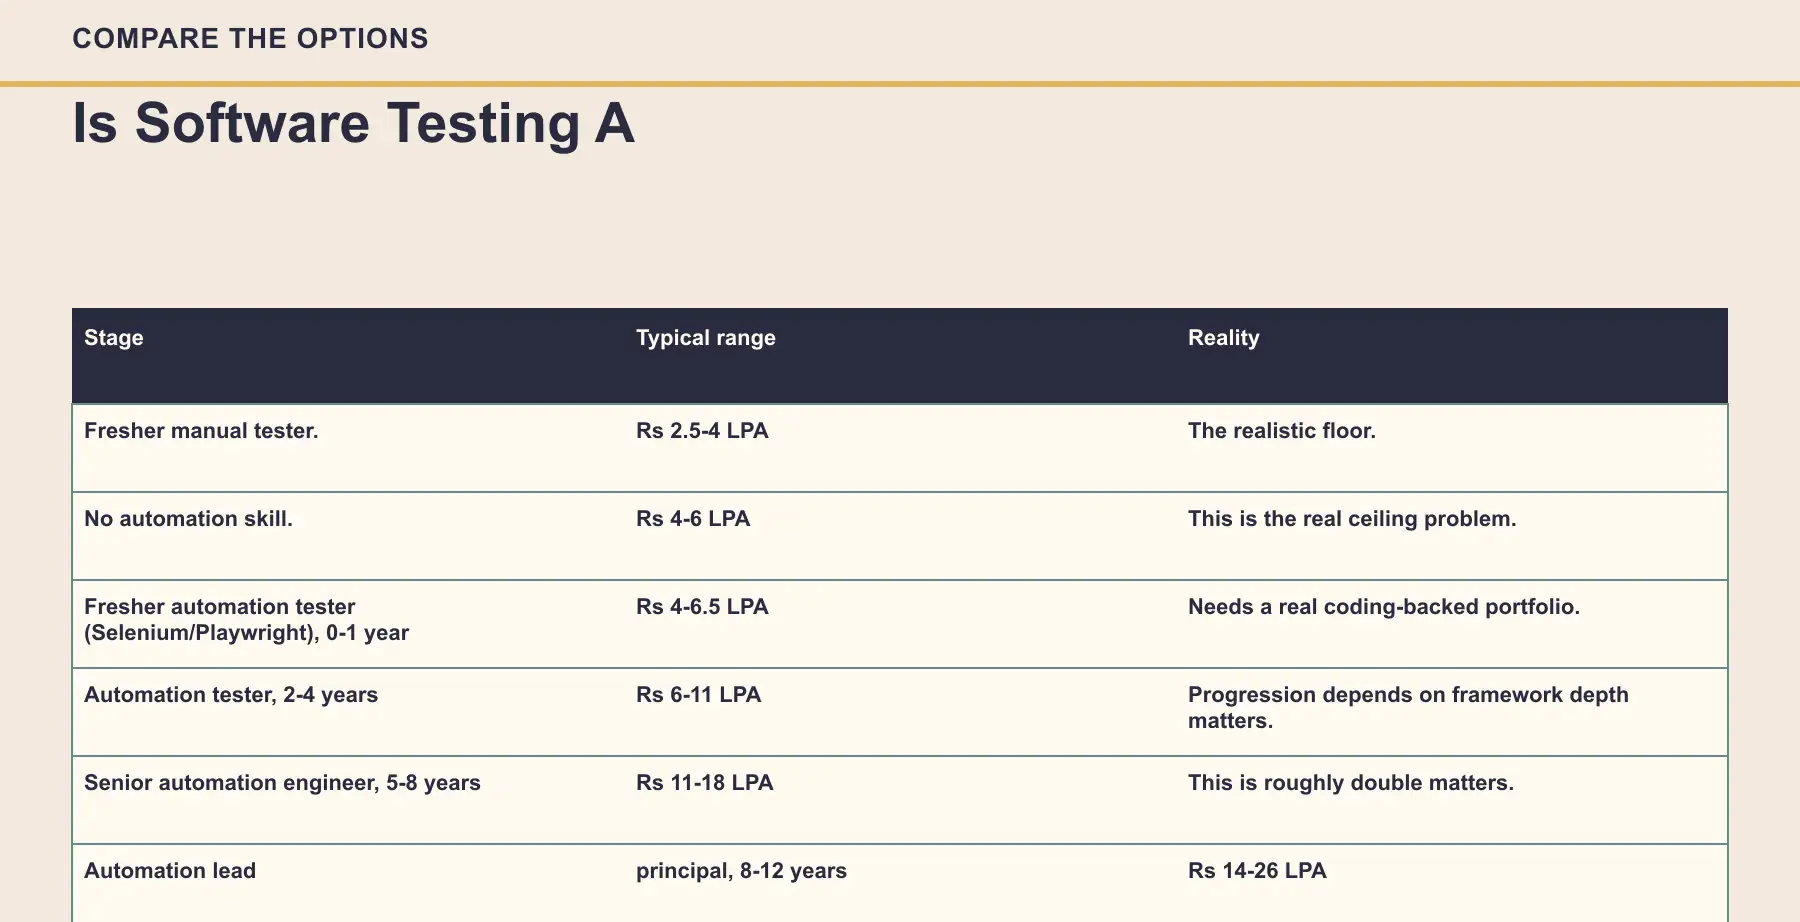 COMPARE THE OPTIONS
Is Software Testing A
Stage Typical range Reality
Fresher manual tester. Rs 2.5-4 LPA The realistic floor.
No automation skill. Rs 4-6 LPA This is the real ceiling problem.
Fresher automation tester (Selenium/Playwright), 0-1 year Rs 4-6.5 LPA Needs a real coding-backed portfolio.
Automation tester, 2-4 years Rs 6-11 LPA Progression depends on framework depth matters.
Senior automation engineer, 5-8 years Rs 11-18 LPA This is roughly double matters.
Automation lead principal, 8-12 years Rs 14-26 LPA